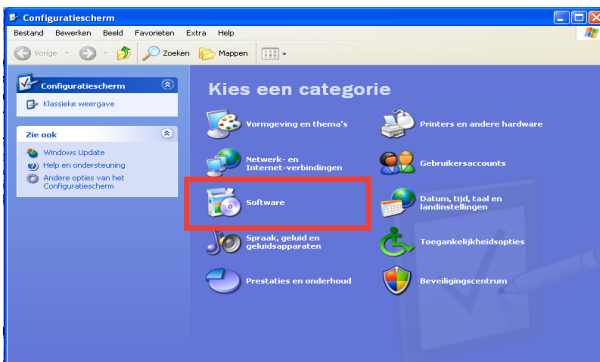 Configuratiescherm
Bestand Bewerken Beeld Favorieten Extra Help
Vorige Zoeken Mappen
Configuratiescherm
Klassieke weergave
Zie ook
Windows Update
Help en ondersteuning
Andere opties van het
Configuratiescherm
Kies een categorie
Vormgeving en thema's
Printers en andere hardware
Netwerk- en
Internet-verbindingen
Gebruikersaccounts
Software
Datum, tijd, taal en
landinstellingen
Spraak, geluid en
geluidsapparaten
Toegankelijkheidsopties
Prestaties en onderhoud
Beveiligingscentrum